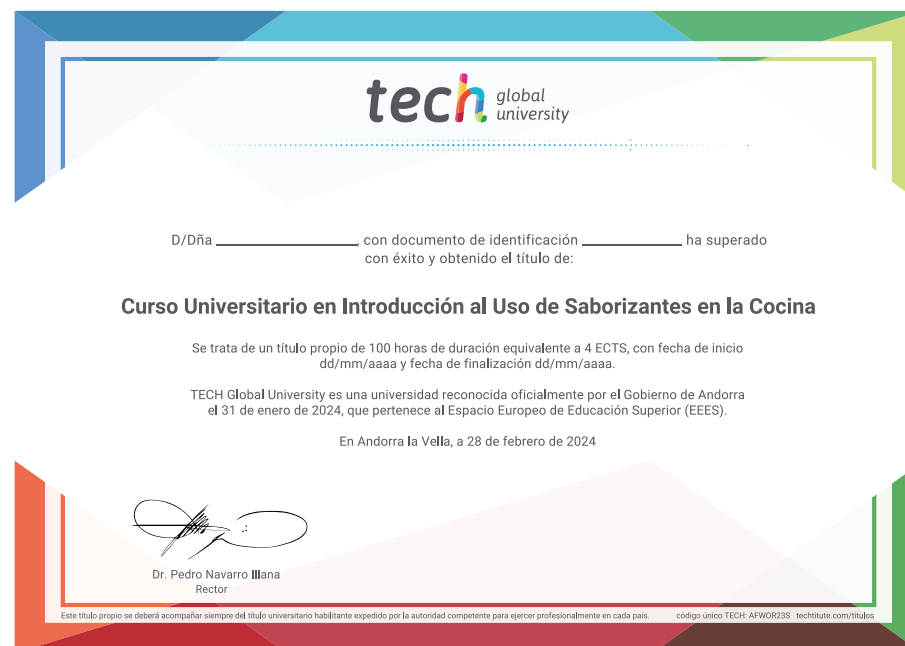 tech global university
D/Dña ________________, con documento de identificación ____________ ha superado
con éxito y obtenido el título de:
Curso Universitario en Introducción al Uso de Saborizantes en la Cocina
Se trata de un título propio de 100 horas de duración equivalente a 4 ECTS, con fecha de inicio
dd/mm/aaaa y fecha de finalización dd/mm/aaaa.
TECH Global University es una universidad reconocida oficialmente por el Gobierno de Andorra
el 31 de enero de 2024, que pertenece al Espacio Europeo de Educación Superior (EEES).
En Andorra la Vella, a 28 de febrero de 2024
Dr. Pedro Navarro Illana
Rector
Este título propio se deberá acompañar siempre del título universitario habilitante expedido por la autoridad competente para ejercer profesionalmente en cada país. código único TECH: AFWOR23S techtitute.com/titulos